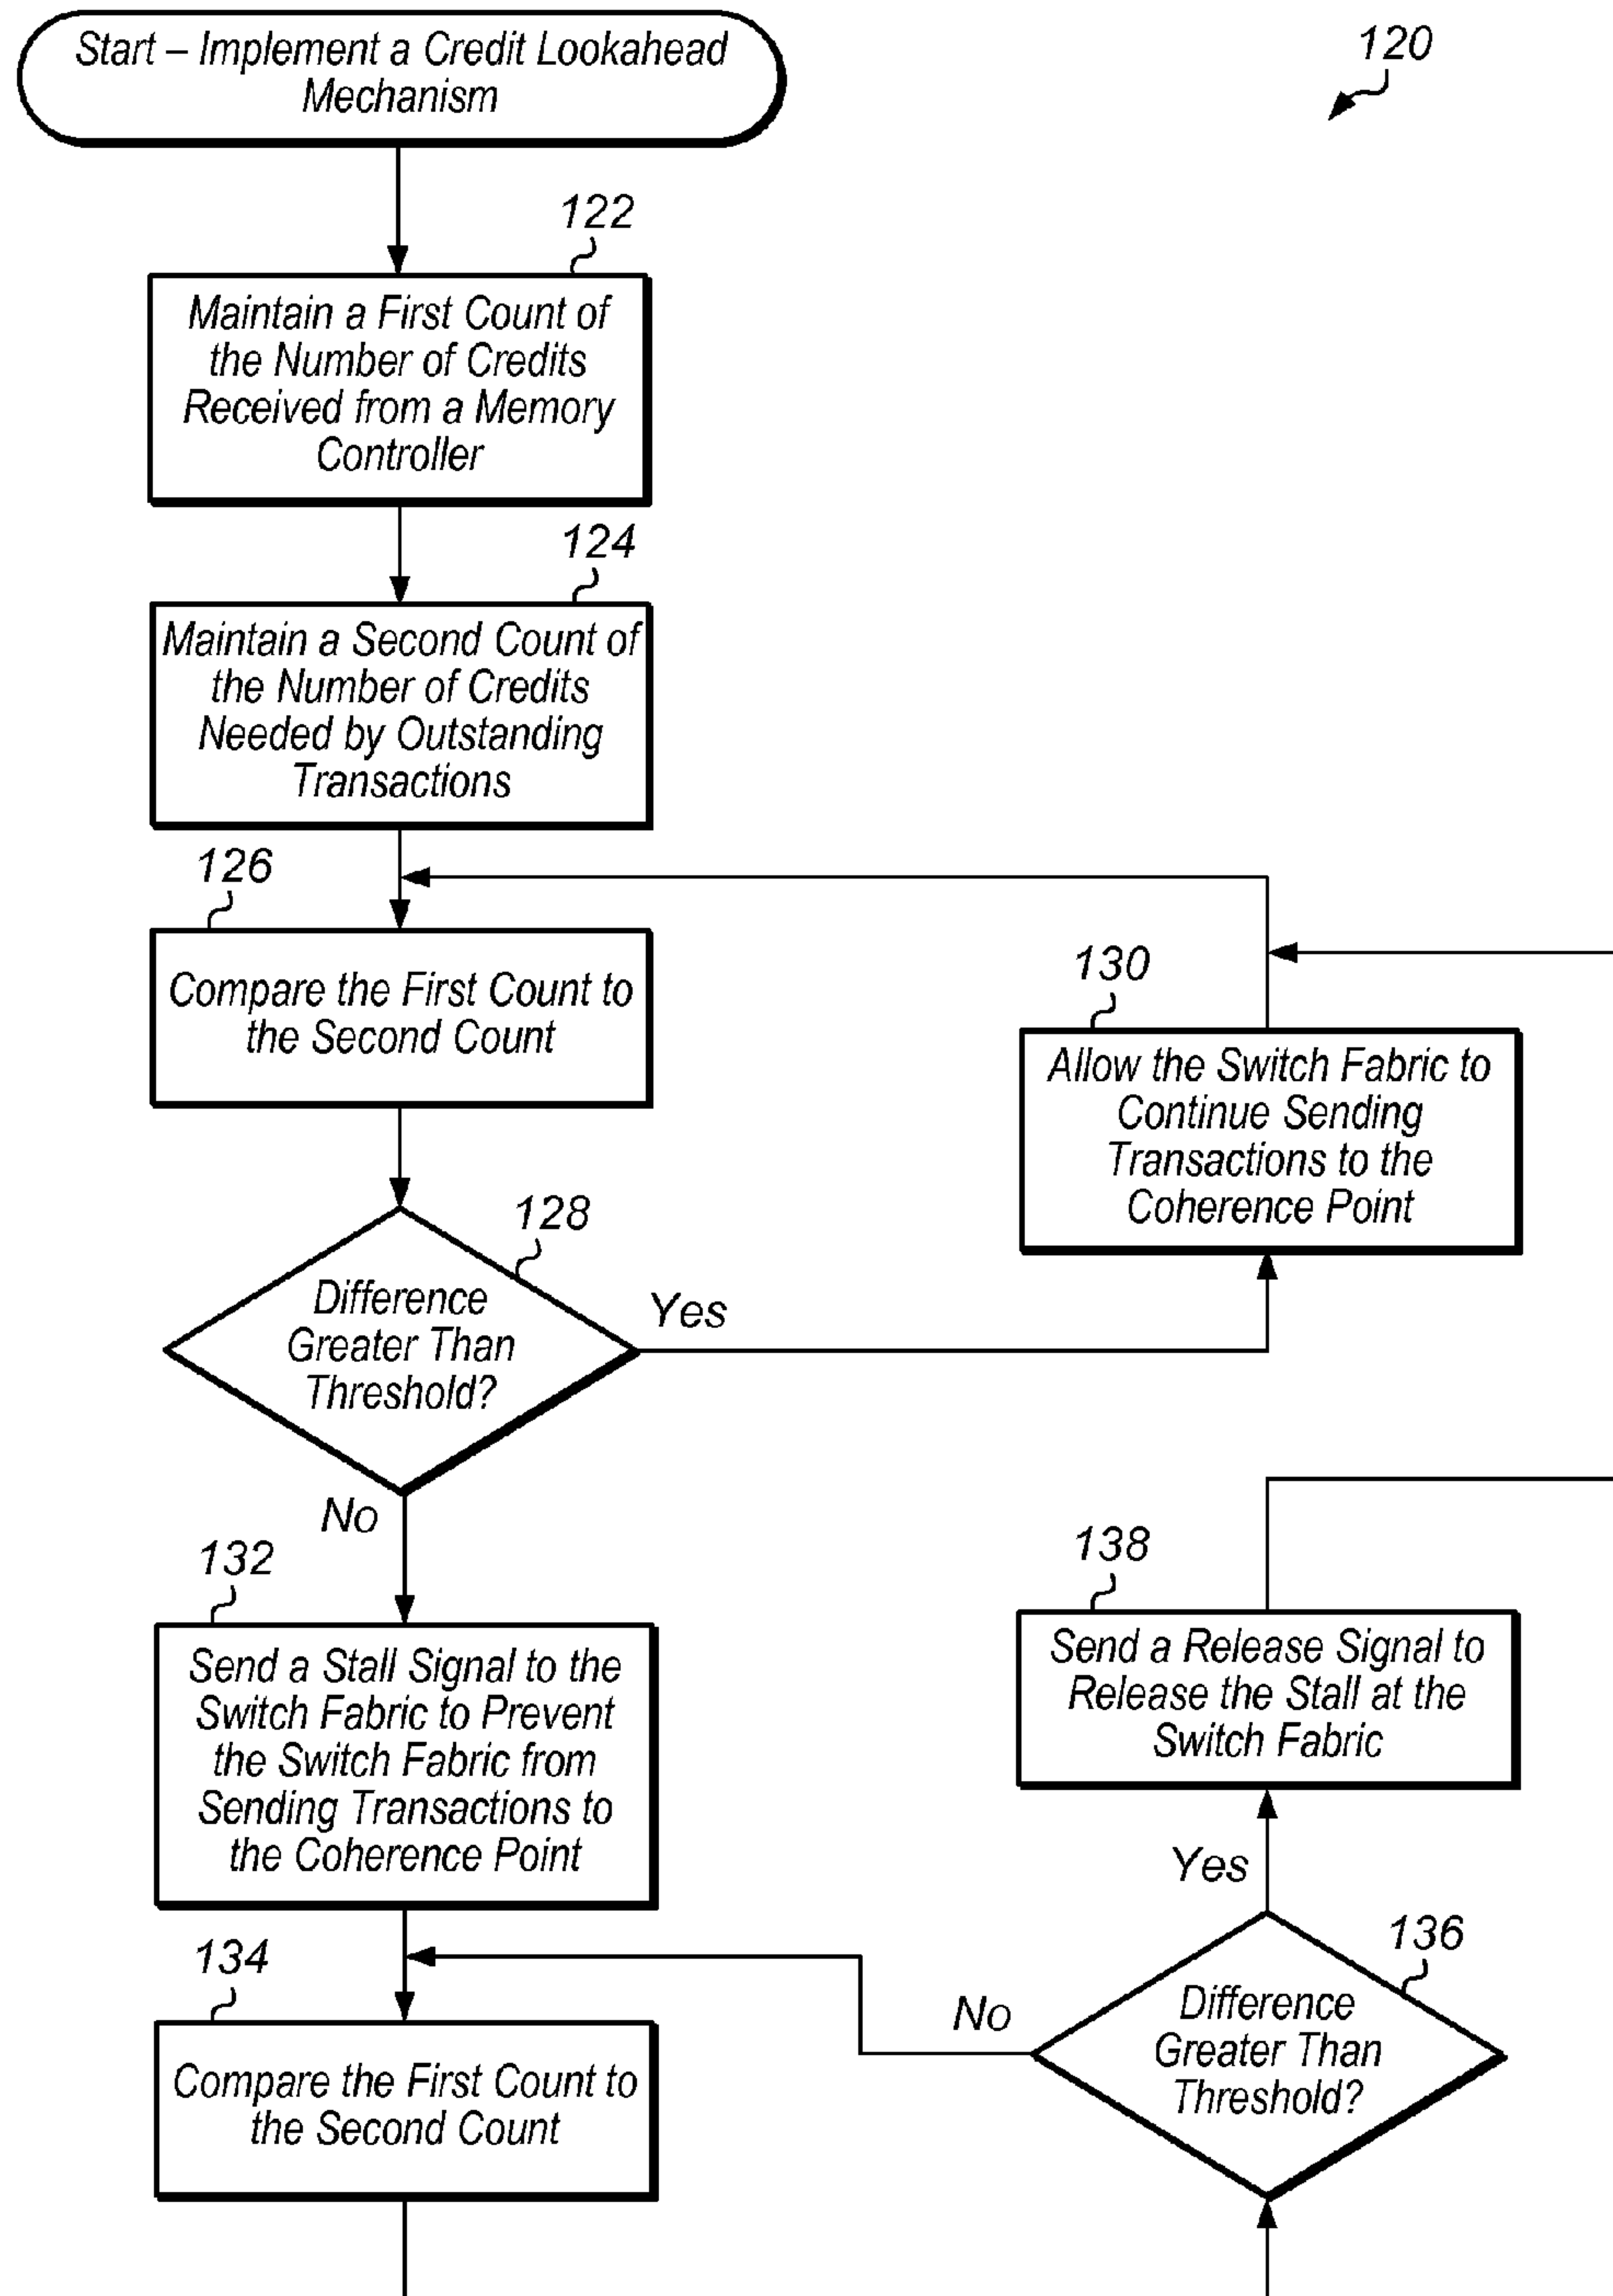 Start – Implement a Credit Lookahead
Mechanism
120
122
Maintain a First Count of
the Number of Credits
Received from a Memory
Controller
124
Maintain a Second Count of
the Number of Credits
Needed by Outstanding
Transactions
126
Compare the First Count to
the Second Count
130
Allow the Switch Fabric to
Continue Sending
Transactions to the
Coherence Point
128
Difference
Greater Than
Threshold?
Yes
No
132
Send a Stall Signal to the
Switch Fabric to Prevent
the Switch Fabric from
Sending Transactions to
the Coherence Point
138
Send a Release Signal to
Release the Stall at the
Switch Fabric
Yes
134
Compare the First Count to
the Second Count
136
Difference
Greater Than
Threshold?
No